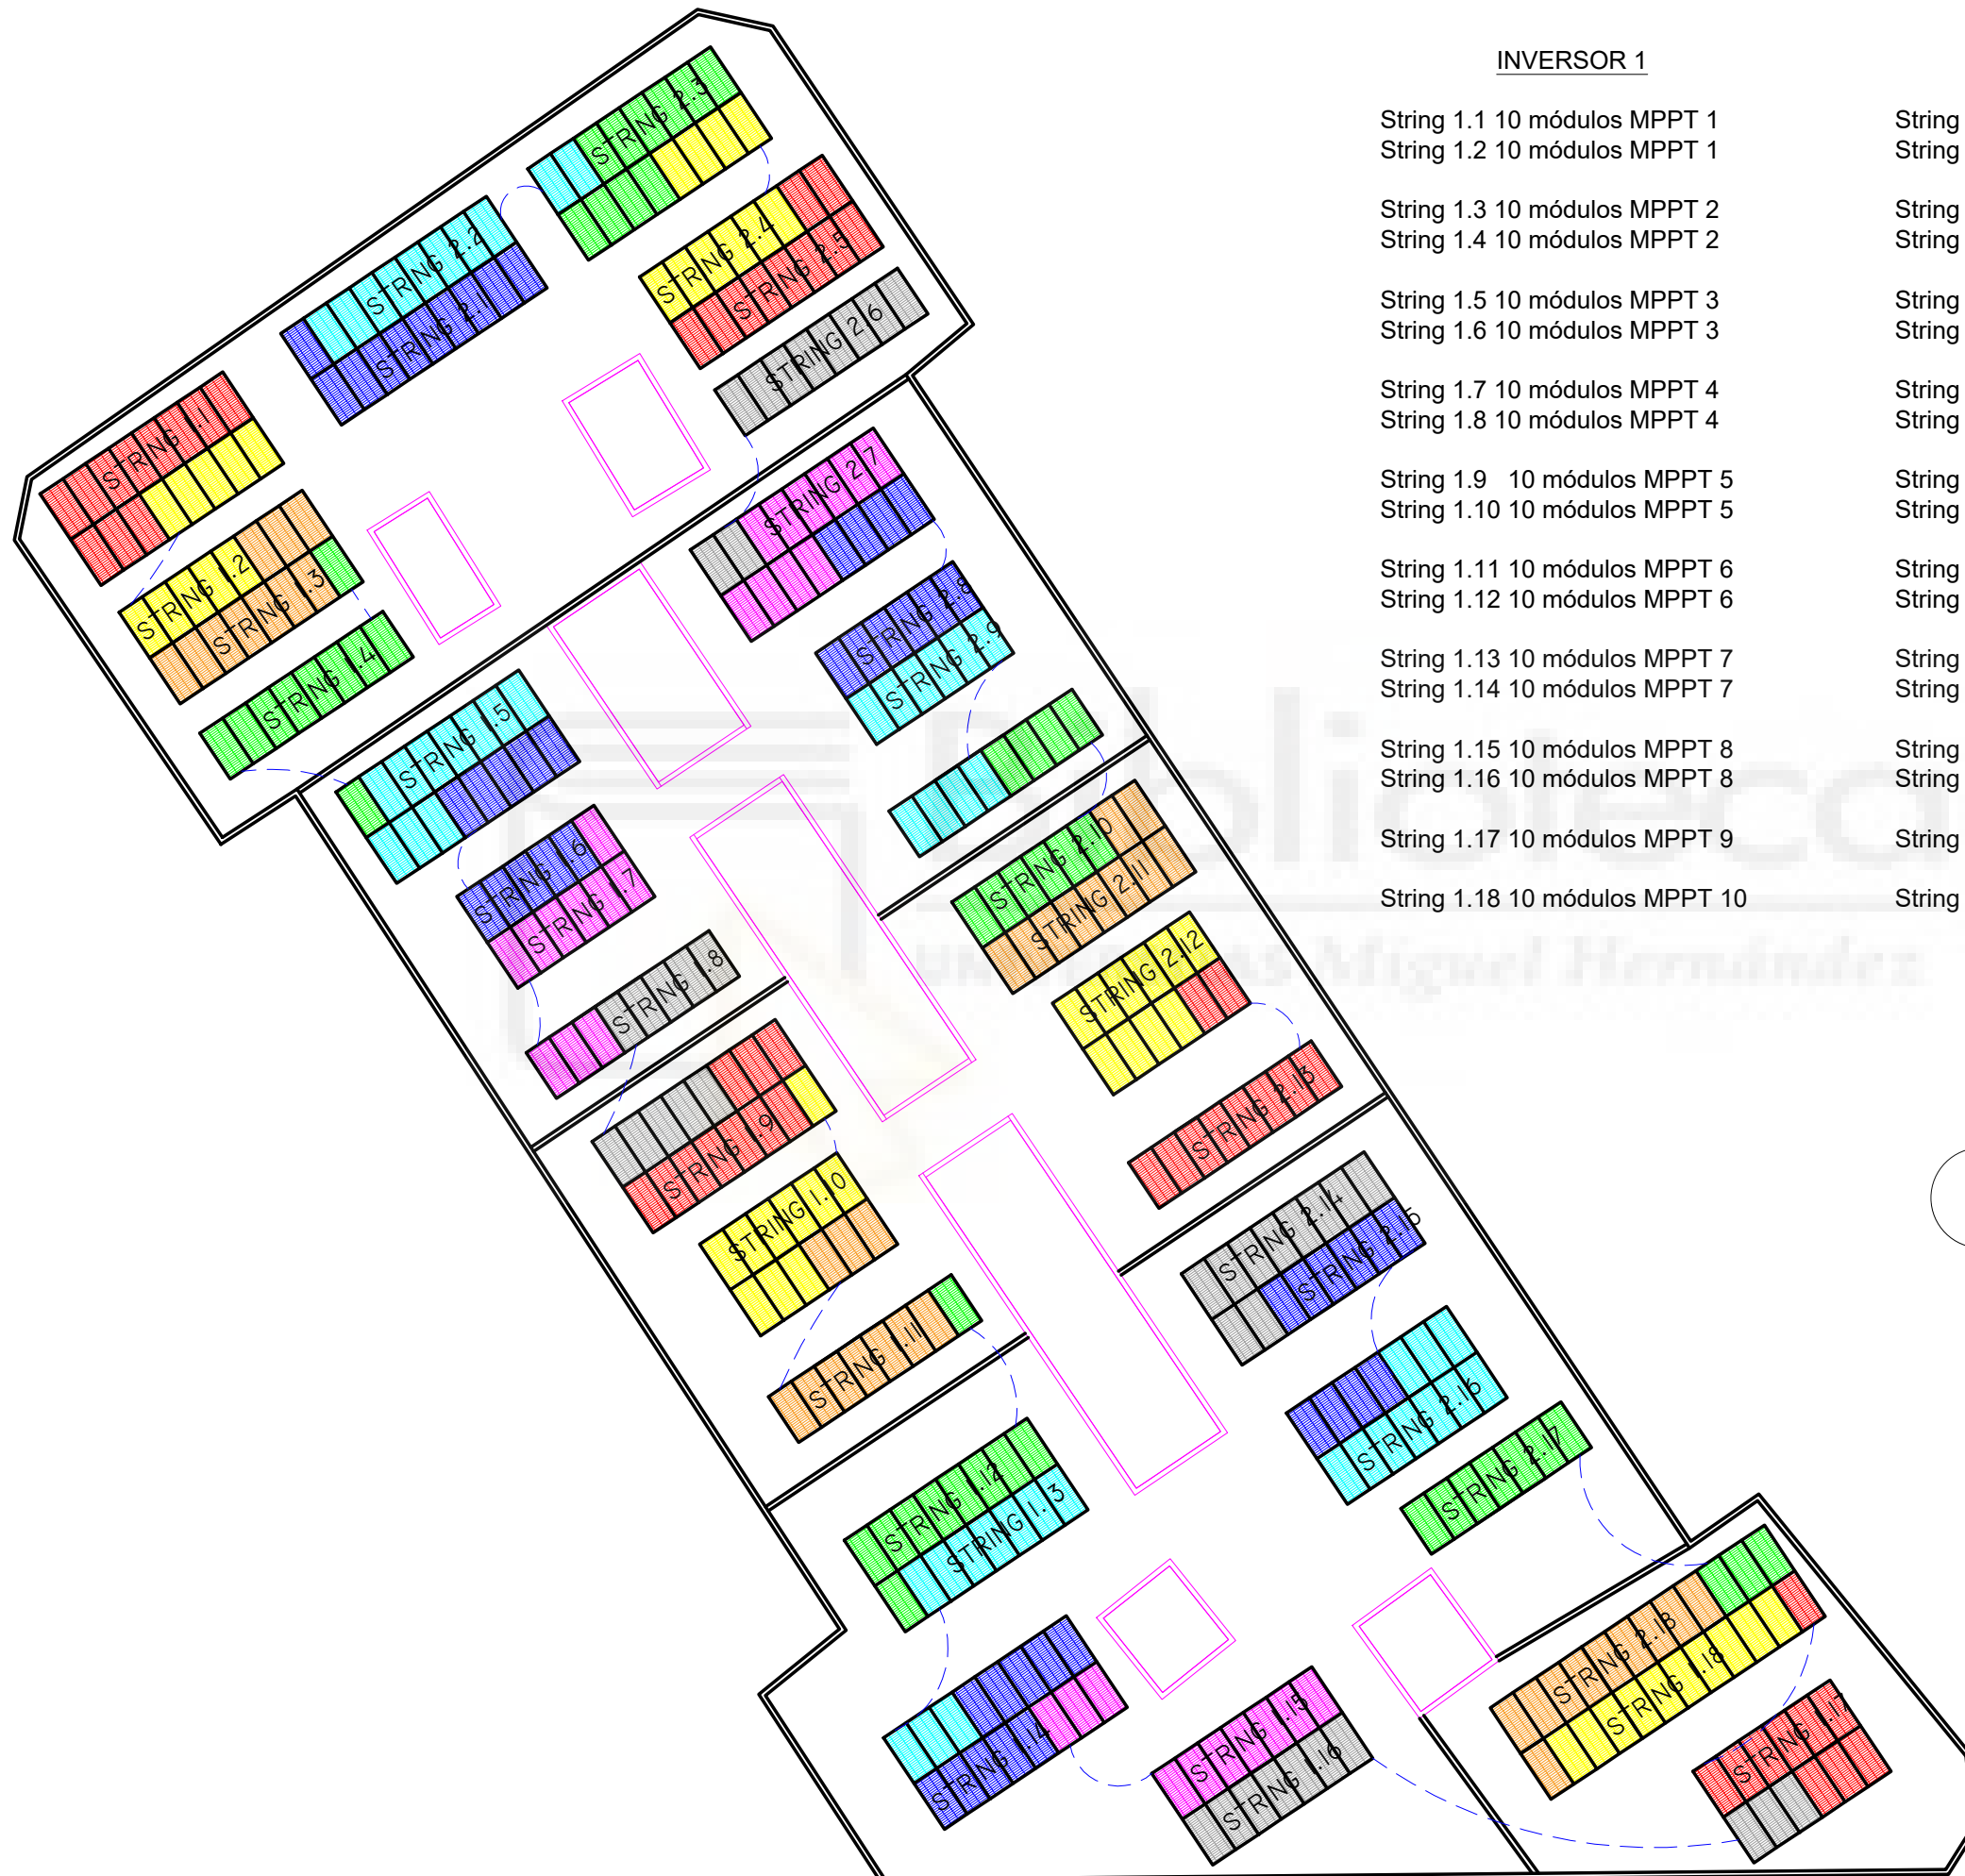 INVERSOR 1
String 1.1 10 módulos MPPT 1
String
String 1.2 10 módulos MPPT 1
String
String 1.3 10 módulos MPPT 2
String
String 1.4 10 módulos MPPT 2
String
String 1.5 10 módulos MPPT 3
String
String 1.6 10 módulos MPPT 3
String
String 1.7 10 módulos MPPT 4
String
String 1.8 10 módulos MPPT 4
String
String 1.9 10 módulos MPPT 5
String
String 1.10 10 módulos MPPT 5
String
String 1.11 10 módulos MPPT 6
String
String 1.12 10 módulos MPPT 6
String
String 1.13 10 módulos MPPT 7
String
String 1.14 10 módulos MPPT 7
String
String 1.15 10 módulos MPPT 8
String
String 1.16 10 módulos MPPT 8
String
String 1.17 10 módulos MPPT 9
String
String 1.18 10 módulos MPPT 10
String
STRING 2.3
STRING 2.2
STRING 2.1
STRING 2.4
STRING 2.5
STRING 2.6
STRING 1.1
STRING 1.2
STRING 1.3
STRING 1.4
STRING 2.7
STRING 2.8
STRING 2.9
STRING 1.5
STRING 1.6
STRING 1.7
STRING 1.8
STRING 2.10
STRING 2.11
STRING 2.12
STRING 2.13
STRING 1.9
STRING 1.10
STRING 1.11
STRING 2.14
STRING 2.15
STRING 2.16
STRING 2.17
STRING 1.12
STRING 1.13
STRING 1.14
STRING 1.15
STRING 1.16
STRING 2.18
STRING 1.18
STRING 1.17
Biblioteca
Miguel Hernández